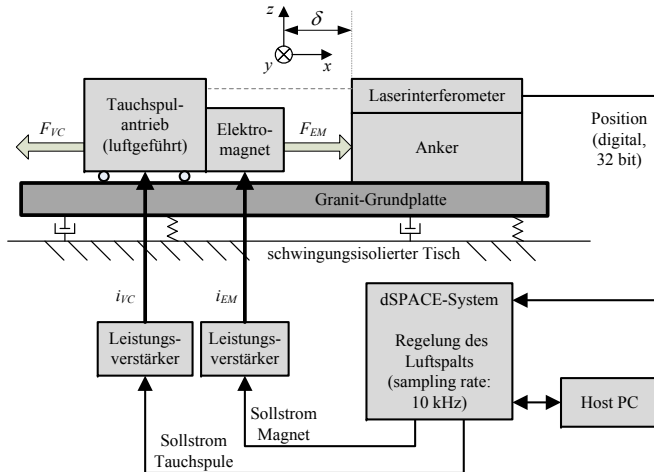 z
δ
y
x
Tauchspul-
antrieb
(luftgeführt)
Elektro-
magnet
F_VC
F_EM
Laserinterferometer
Anker
Position
(digital,
32 bit)
Granit-Grundplatte
schwingungsisolierter Tisch
i_VC
i_EM
Leistungs-
verstärker
Leistungs-
verstärker
dSPACE-System
Regelung des
Luftspalts
(sampling rate:
10 kHz)
Host PC
Sollstrom
Magnet
Sollstrom
Tauchspule